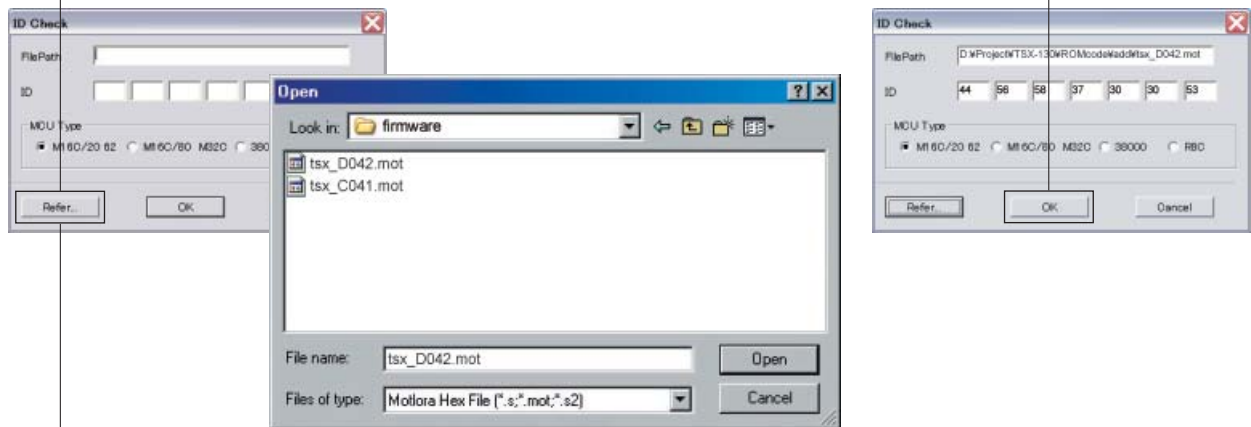 ID Check
FilePath
ID
MCU Type
M16C/20 62 M16C/80 M32C 380
Refer...
OK
Open
Look in: firmware
tsx_D042.mot
tsx_C041.mot
File name: tsx_D042.mot
Open
Files of type: Motlora Hex File (*.s;*.mot;*.s2)
Cancel
ID Check
FilePath D:¥Project¥TSX-130¥ROMcode¥add¥tsx_D042.mot
ID 44 56 58 37 30 30 53
MCU Type
M16C/20 62 M16C/80 M32C 38000 R8C
Refer...
OK
Cancel